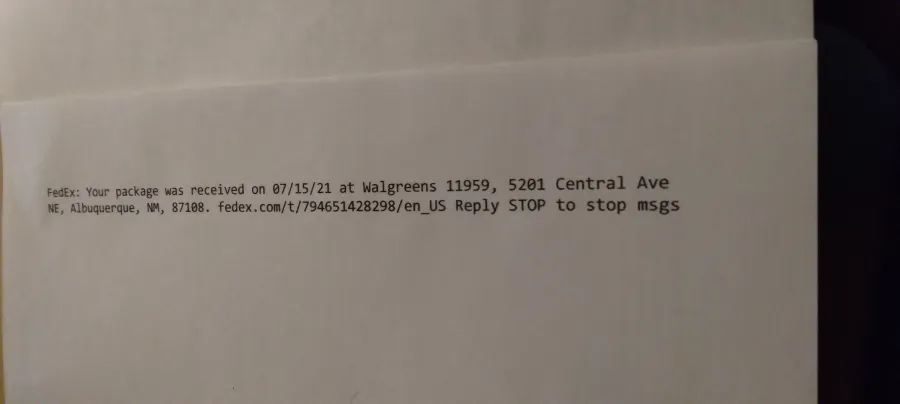 FedEx: Your package was received on 07/15/21 at Walgreens 11959, 5201 Central Ave
NE, Albuquerque, NM, 87108. fedex.com/t/794651428298/en_US Reply STOP to stop msgs